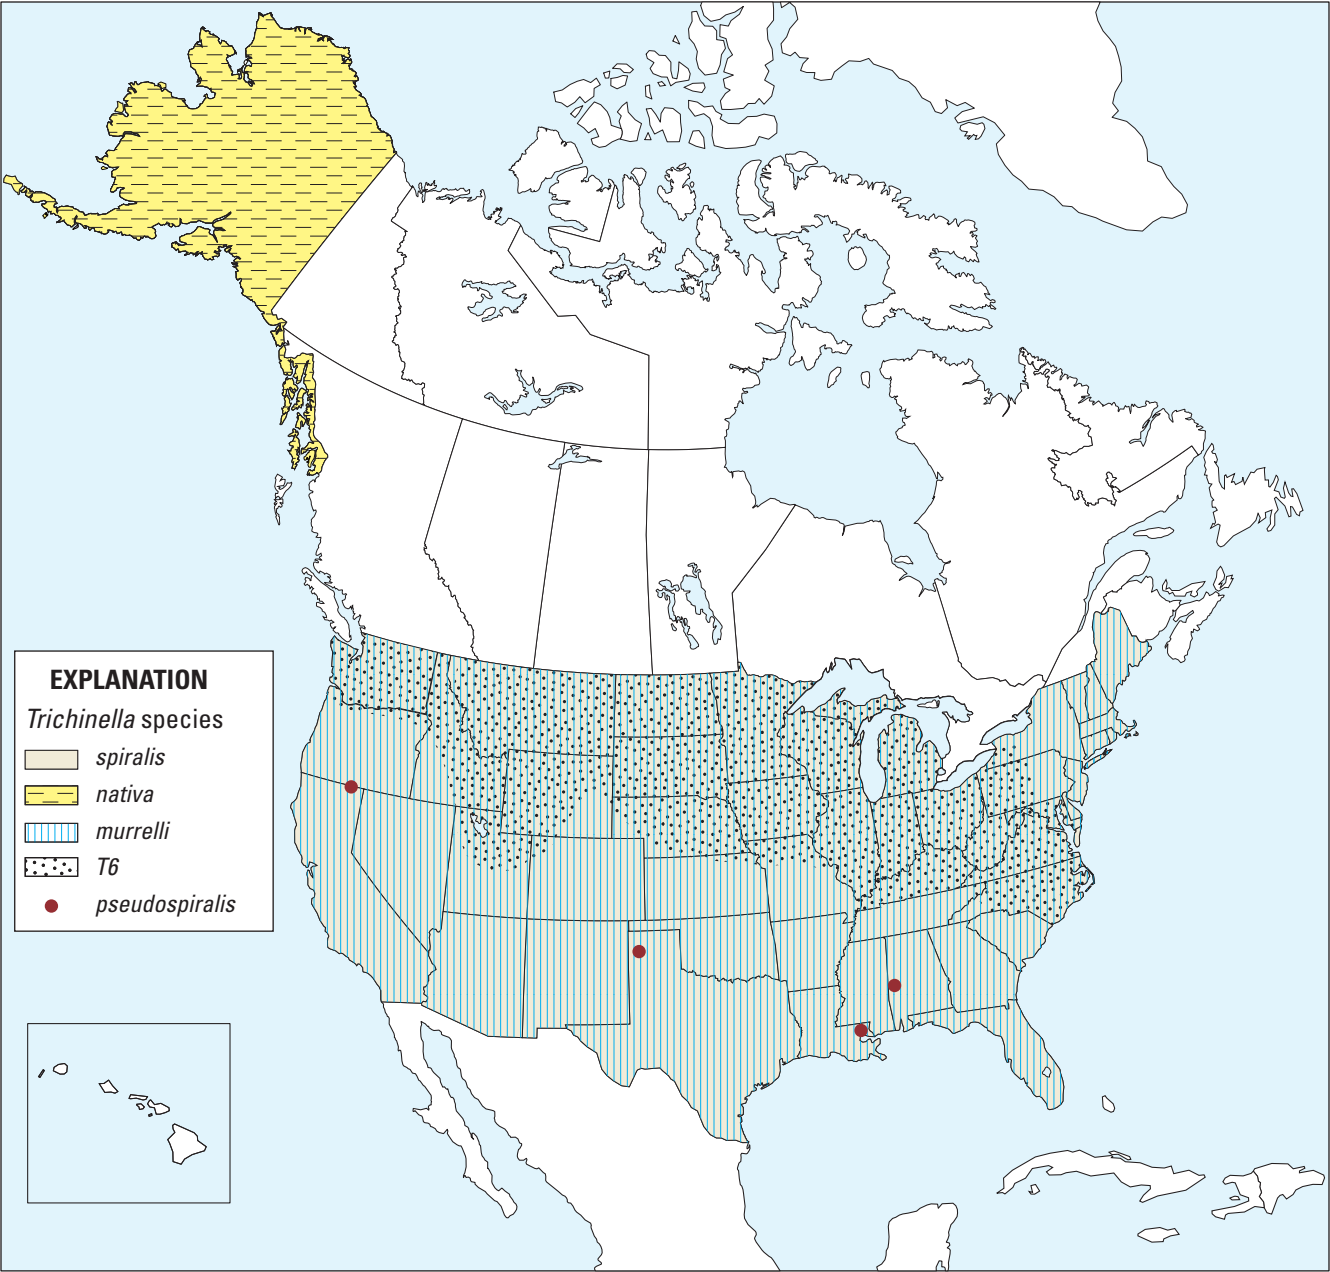 EXPLANATION
Trichinella species
spiralis
nativa
murrelli
T6
pseudospiralis